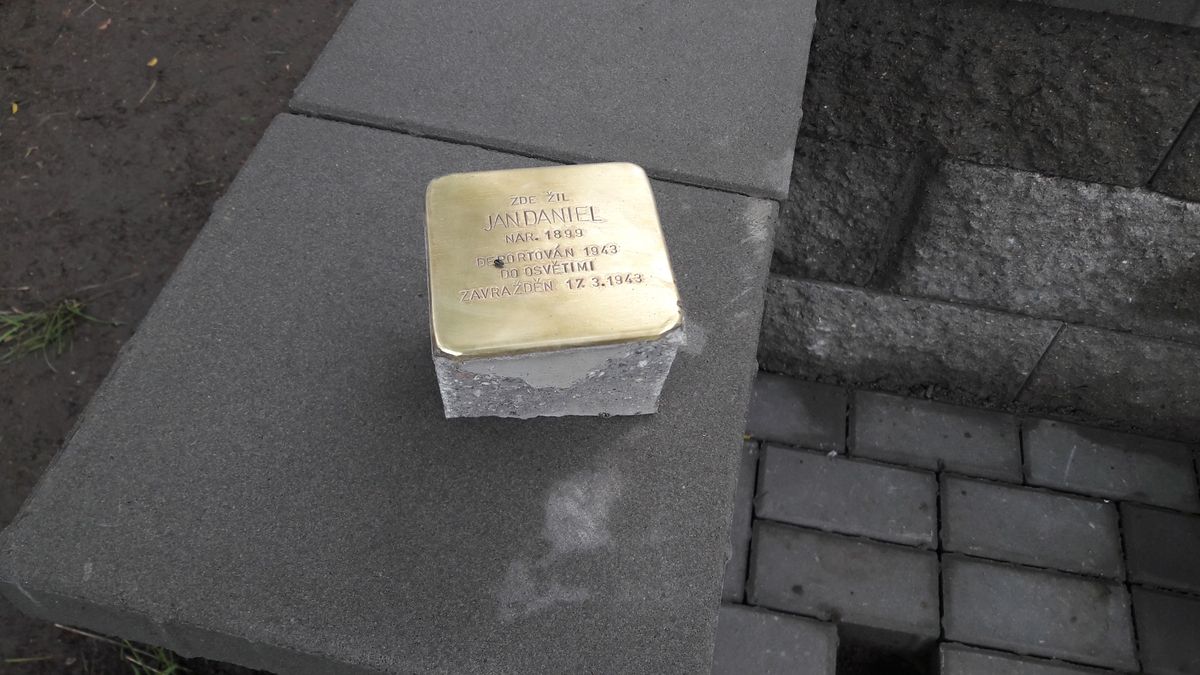 ZDE ŽIL
JAN DANIEL
NAR. 1899
DEPORTOVÁN 1943
DO OSVĚTIMI
ZAVRAŽDĚN 17.3.1943